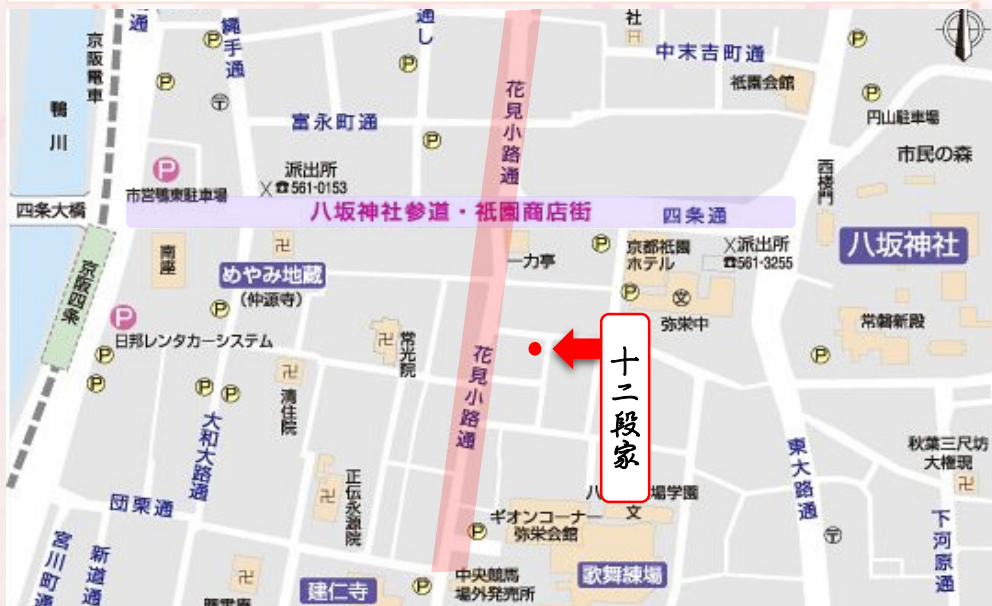 京阪電車
鴨川
縄手通
通し
社
中末吉町通
祇園会館
円山駐車場
花見小路通
富永町通
市民の森
西楼門
派出所
☎561-0153
市営鴨東駐車場
四条大橋
八坂神社参道・祇園商店街
四条通
南座
めやみ地蔵
(仲源寺)
一力亭
京都祇園
ホテル
派出所
☎561-3255
八坂神社
京阪四条
弥栄中
常磐新殿
日邦レンタカーシステム
常光院
花見小路通
十二段家
清住院
大和大路通
東大路通
秋葉三尺坊
大権現
正伝永源院
団栗通
場学園
ギオンコーナー
弥栄会館
下河原通
宮川町通
新道通
建仁寺
中央競馬
場外発売所
歌舞練場